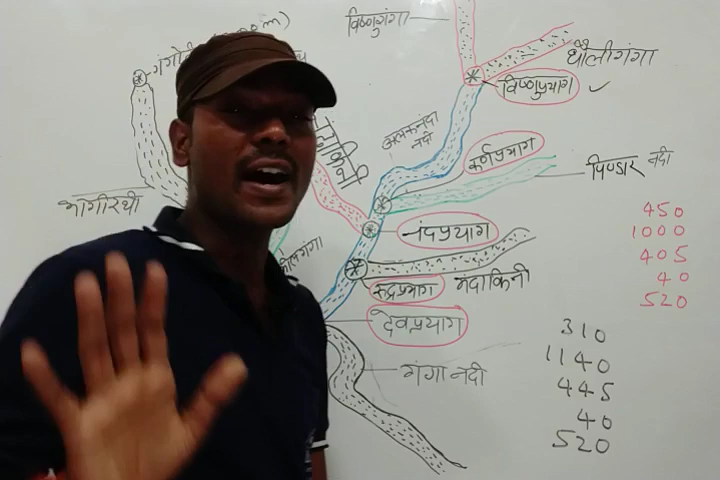 विष्णुगंगा
धौलीगंगा
विष्णुप्रयाग
अलकनंदा
नदी
कर्णप्रयाग
पिण्डार नदी
भागीरथी
नंदप्रयाग
रुद्रप्रयाग मंदाकिनी
देवप्रयाग
गंगा नदी
450
1000
405
40
520
310
1140
445
40
520